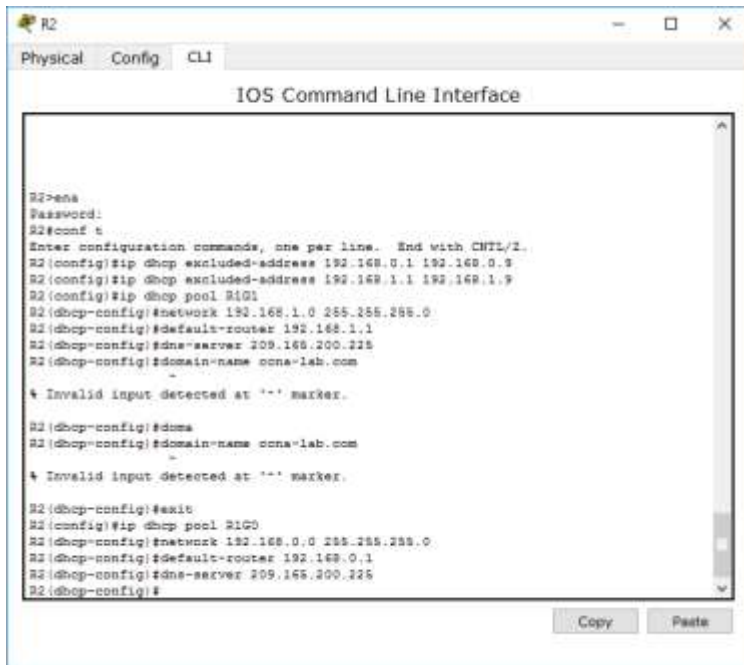 R2
Physical Config CLI
IOS Command Line Interface
R2>ena
Password:
R2#conf t
Enter configuration commands, one per line. End with CNTL/Z.
R2(config)#ip dhcp excluded-address 192.168.0.1 192.168.0.9
R2(config)#ip dhcp excluded-address 192.168.1.1 192.168.1.9
R2(config)#ip dhcp pool R1G1
R2(dhcp-config)#network 192.168.1.0 255.255.255.0
R2(dhcp-config)#default-router 192.168.1.1
R2(dhcp-config)#dns-server 209.165.200.225
R2(dhcp-config)#domain-name ccna-lab.com
^
% Invalid input detected at '^' marker.
R2(dhcp-config)#doma
R2(dhcp-config)#domain-name ccna-lab.com
^
% Invalid input detected at '^' marker.
R2(dhcp-config)#exit
R2(config)#ip dhcp pool R1G0
R2(dhcp-config)#network 192.168.0.0 255.255.255.0
R2(dhcp-config)#default-router 192.168.0.1
R2(dhcp-config)#dns-server 209.165.200.225
R2(dhcp-config)#
Copy Paste